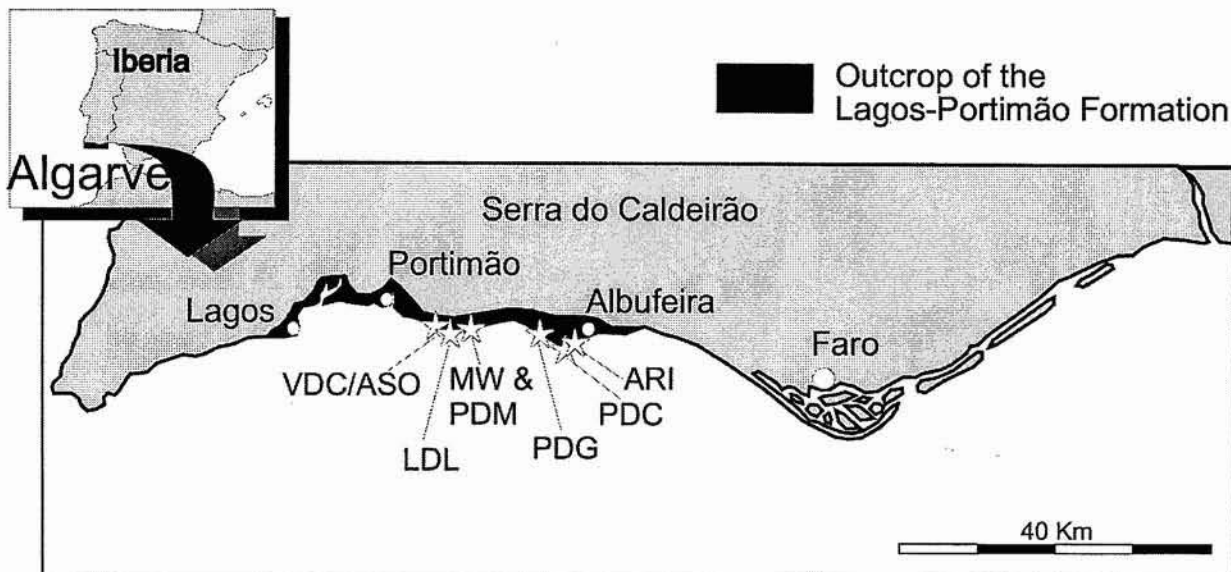 Iberia
Algarve
Outcrop of the
Lagos-Portimão Formation
Serra do Caldeirão
Portimão
Lagos
Albufeira
Faro
VDC/ASO
MW &
PDM
ARI
PDC
LDL
PDG
40 Km